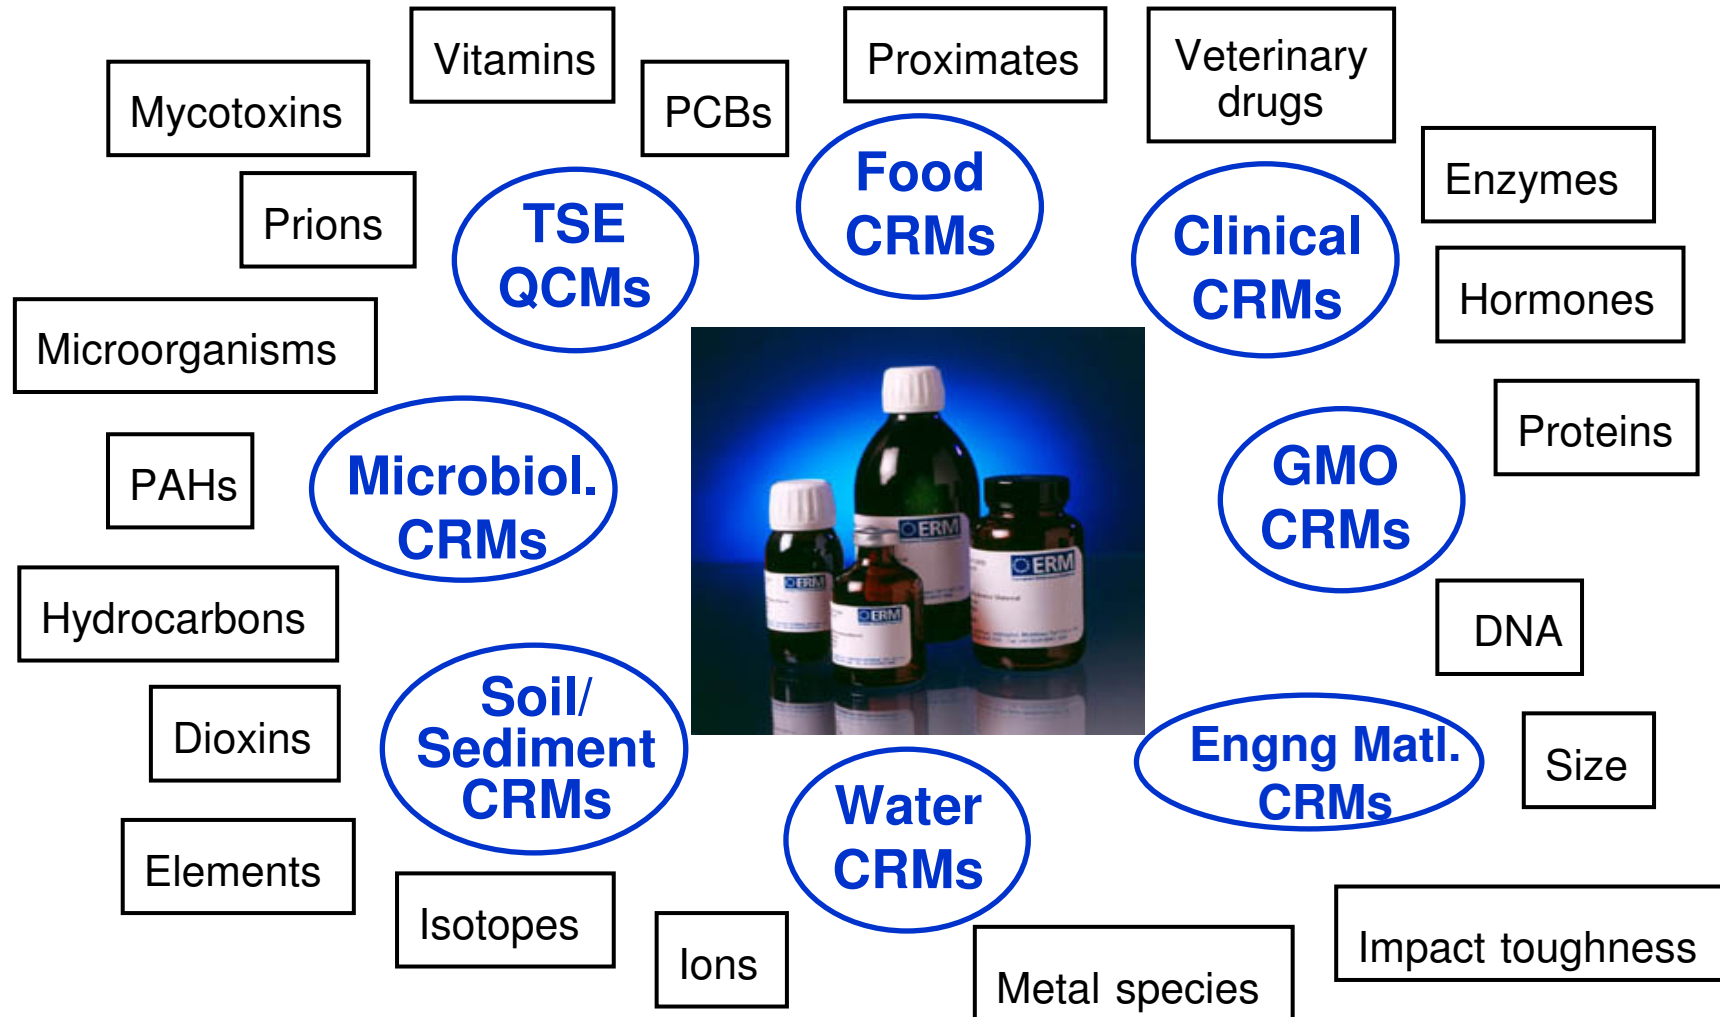 Vitamins
Proximates
Veterinary
drugs
Mycotoxins
PCBs
Enzymes
Prions
TSE
QCMs
Food
CRMs
Clinical
CRMs
Hormones
Microorganisms
Proteins
PAHs
Microbiol.
CRMs
GMO
CRMs
ERM
ERM
ERM
ERM
Hydrocarbons
DNA
Dioxins
Soil/
Sediment
CRMs
Engng Matl.
CRMs
Size
Water
CRMs
Elements
Isotopes
Ions
Metal species
Impact toughness